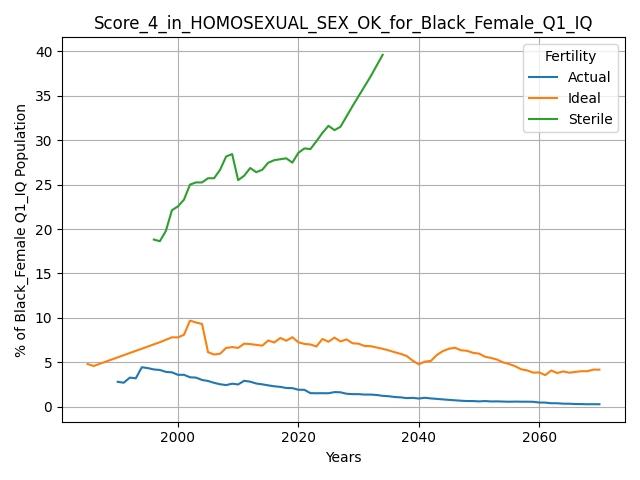 Score_4_in_HOMOSEXUAL_SEX_OK_for_Black_Female_Q1_IQ
% of Black_Female Q1_IQ Population
40
35
30
25
20
15
10
5
0
Fertility
Actual
Ideal
Sterile
2000
2020
2040
2060
Years